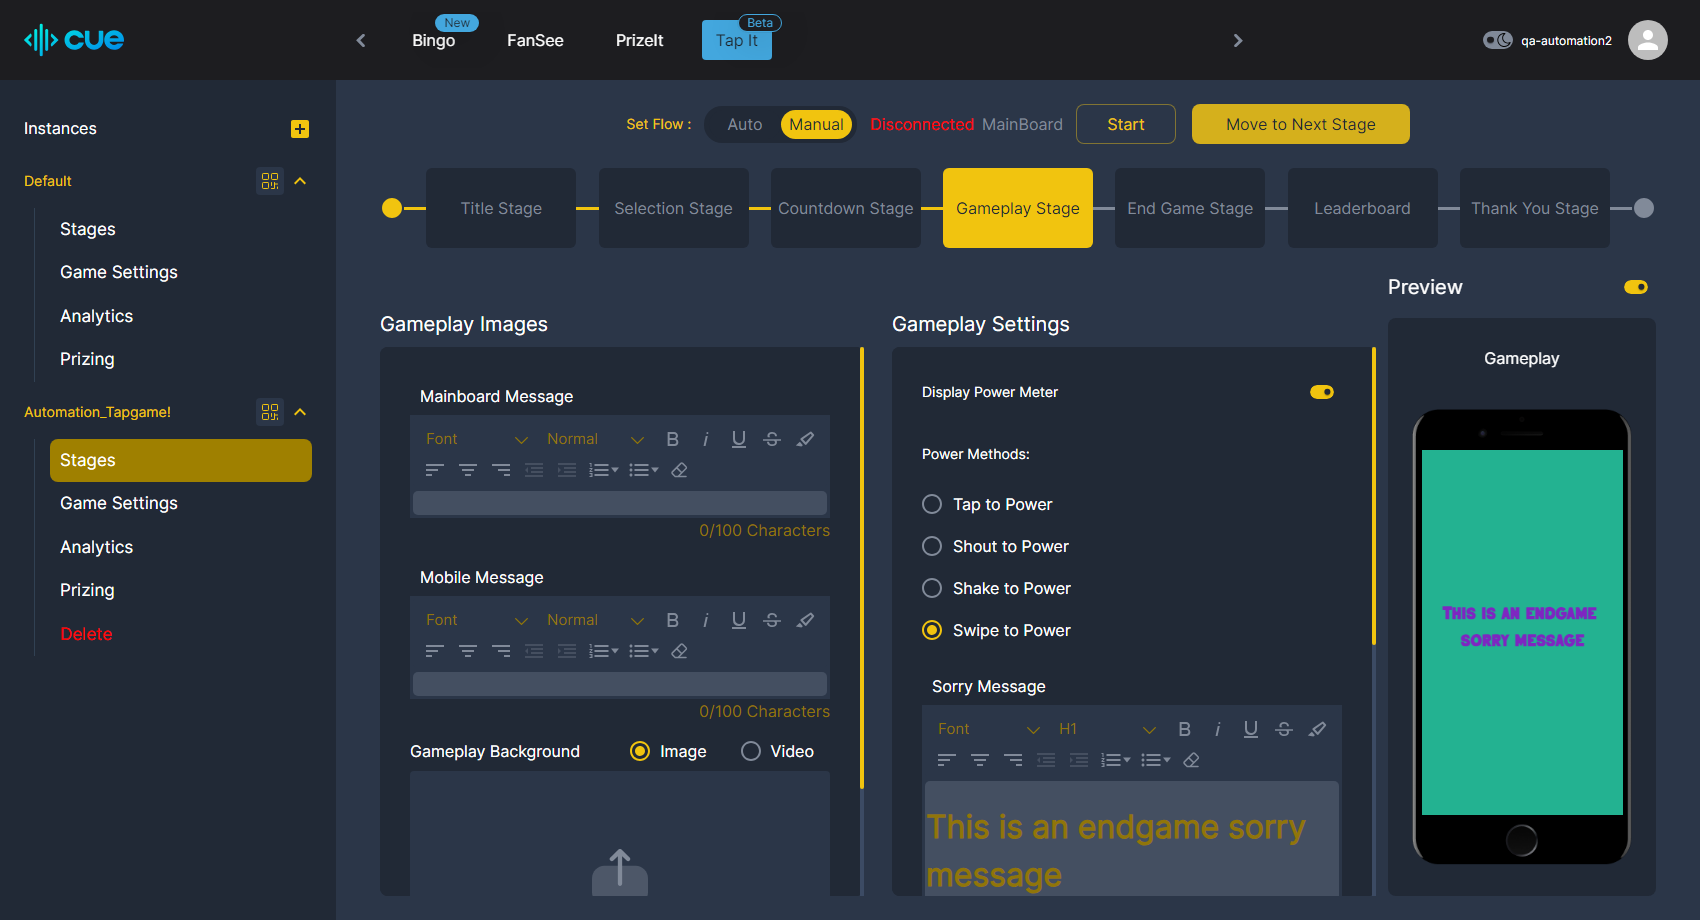 cue
New
Bingo
FanSee
PrizeIt
Beta
Tap It
qa-automation2
Instances
Default
Stages
Game Settings
Analytics
Prizing
Automation_Tapgame!
Stages
Game Settings
Analytics
Prizing
Delete
Set Flow :
Auto
Manual
Disconnected MainBoard
Start
Move to Next Stage
Title Stage
Selection Stage
Countdown Stage
Gameplay Stage
End Game Stage
Leaderboard
Thank You Stage
Gameplay Images
Mainboard Message
Font
Normal
B
i
U
S
0/100 Characters
Mobile Message
Font
Normal
B
i
U
S
0/100 Characters
Gameplay Background
Image
Video
Gameplay Settings
Display Power Meter
Power Methods:
Tap to Power
Shout to Power
Shake to Power
Swipe to Power
Sorry Message
Font
H1
B
i
U
S
This is an endgame sorry
message
Preview
Gameplay
This is an endgame
sorry message